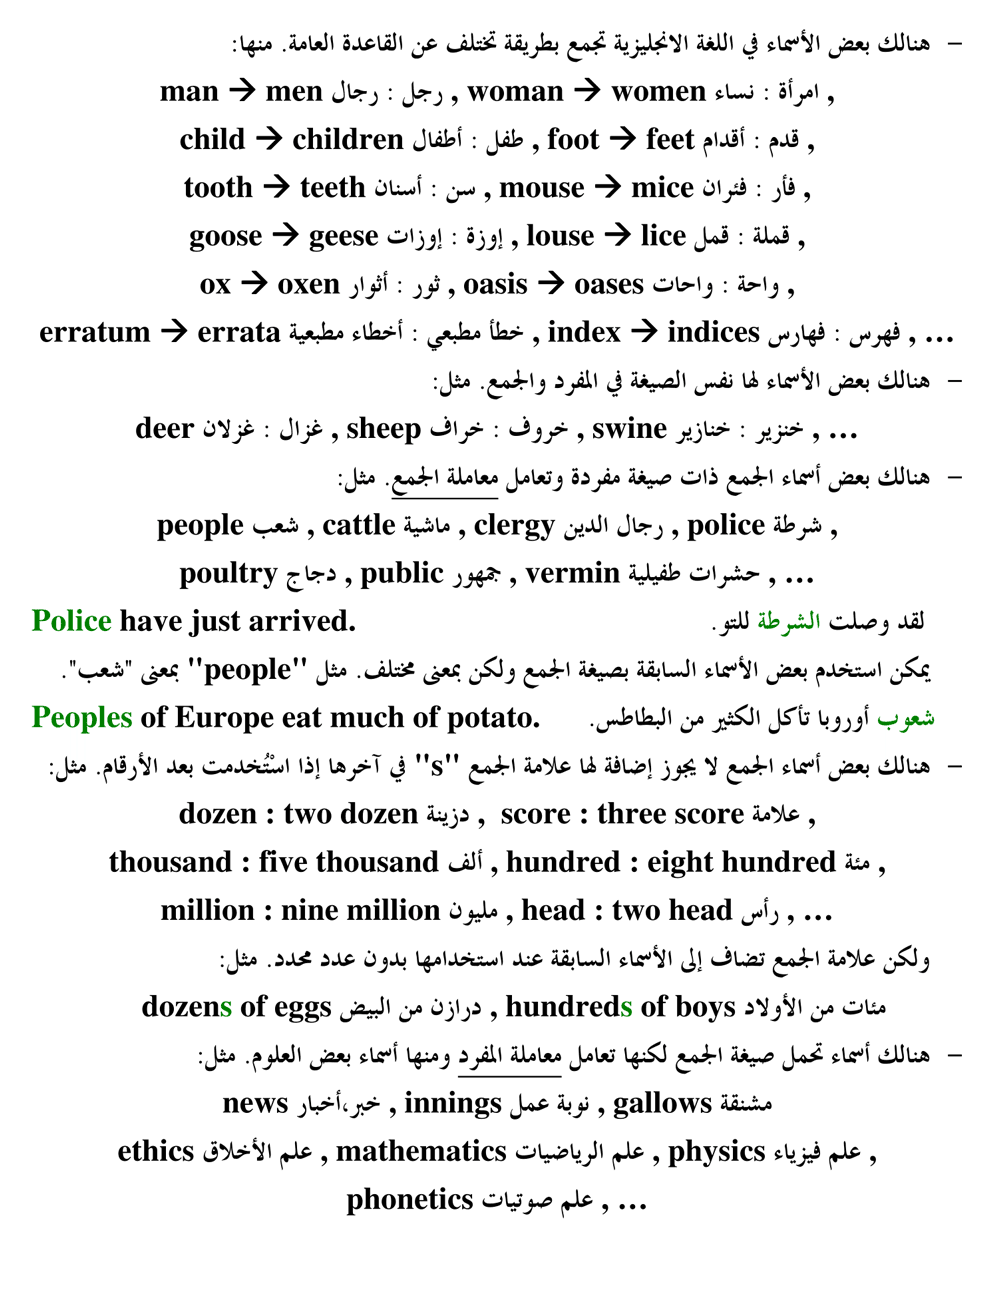 – هنالك بعض الأسماء في اللغة الانجليزية تجمع بطريقة تختلف عن القاعدة العامة. منها:
man → men رجل : رجال , woman → women امرأة : نساء ,
child → children طفل : أطفال , foot → feet قدم : أقدام ,
tooth → teeth سن : أسنان , mouse → mice فأر : فئران ,
goose → geese إوزة : إوزات , louse → lice قملة : قمل ,
ox → oxen ثور : أثوار , oasis → oases واحة : واحات ,
erratum → errata خطأ مطبعي : أخطاء مطبعية , index → indices فهرس : فهارس , …
– هنالك بعض الأسماء لها نفس الصيغة في المفرد والجمع. مثل:
deer غزال : غزلان , sheep خروف : خراف , swine خنزير : خنازير , …
– هنالك بعض أسماء الجمع ذات صيغة مفردة وتعامل معاملة الجمع. مثل:
people شعب , cattle ماشية , clergy رجال الدين , police شرطة ,
poultry دجاج , public جمهور , vermin حشرات طفيلية , …
Police have just arrived. لقد وصلت الشرطة للتو.
يمكن استخدم بعض الأسماء السابقة بصيغة الجمع ولكن بمعنى مختلف. مثل "people" بمعنى "شعب".
Peoples of Europe eat much of potato. شعوب أوروبا تأكل الكثير من البطاطس.
– هنالك بعض أسماء الجمع لا يجوز إضافة لها علامة الجمع "s" في آخرها إذا اسْتُخدمت بعد الأرقام. مثل:
dozen : two dozen دزينة , score : three score علامة ,
thousand : five thousand ألف , hundred : eight hundred مئة ,
million : nine million مليون , head : two head رأس , …
ولكن علامة الجمع تضاف إلى الأسماء السابقة عند استخدامها بدون عدد محدد. مثل:
dozens of eggs درازن من البيض , hundreds of boys مئات من الأولاد
– هنالك أسماء تحمل صيغة الجمع لكنها تعامل معاملة المفرد ومنها أسماء بعض العلوم. مثل:
news خبر،أخبار , innings نوبة عمل , gallows مشنقة
ethics علم الأخلاق , mathematics علم الرياضيات , physics علم فيزياء ,
phonetics علم صوتيات , …